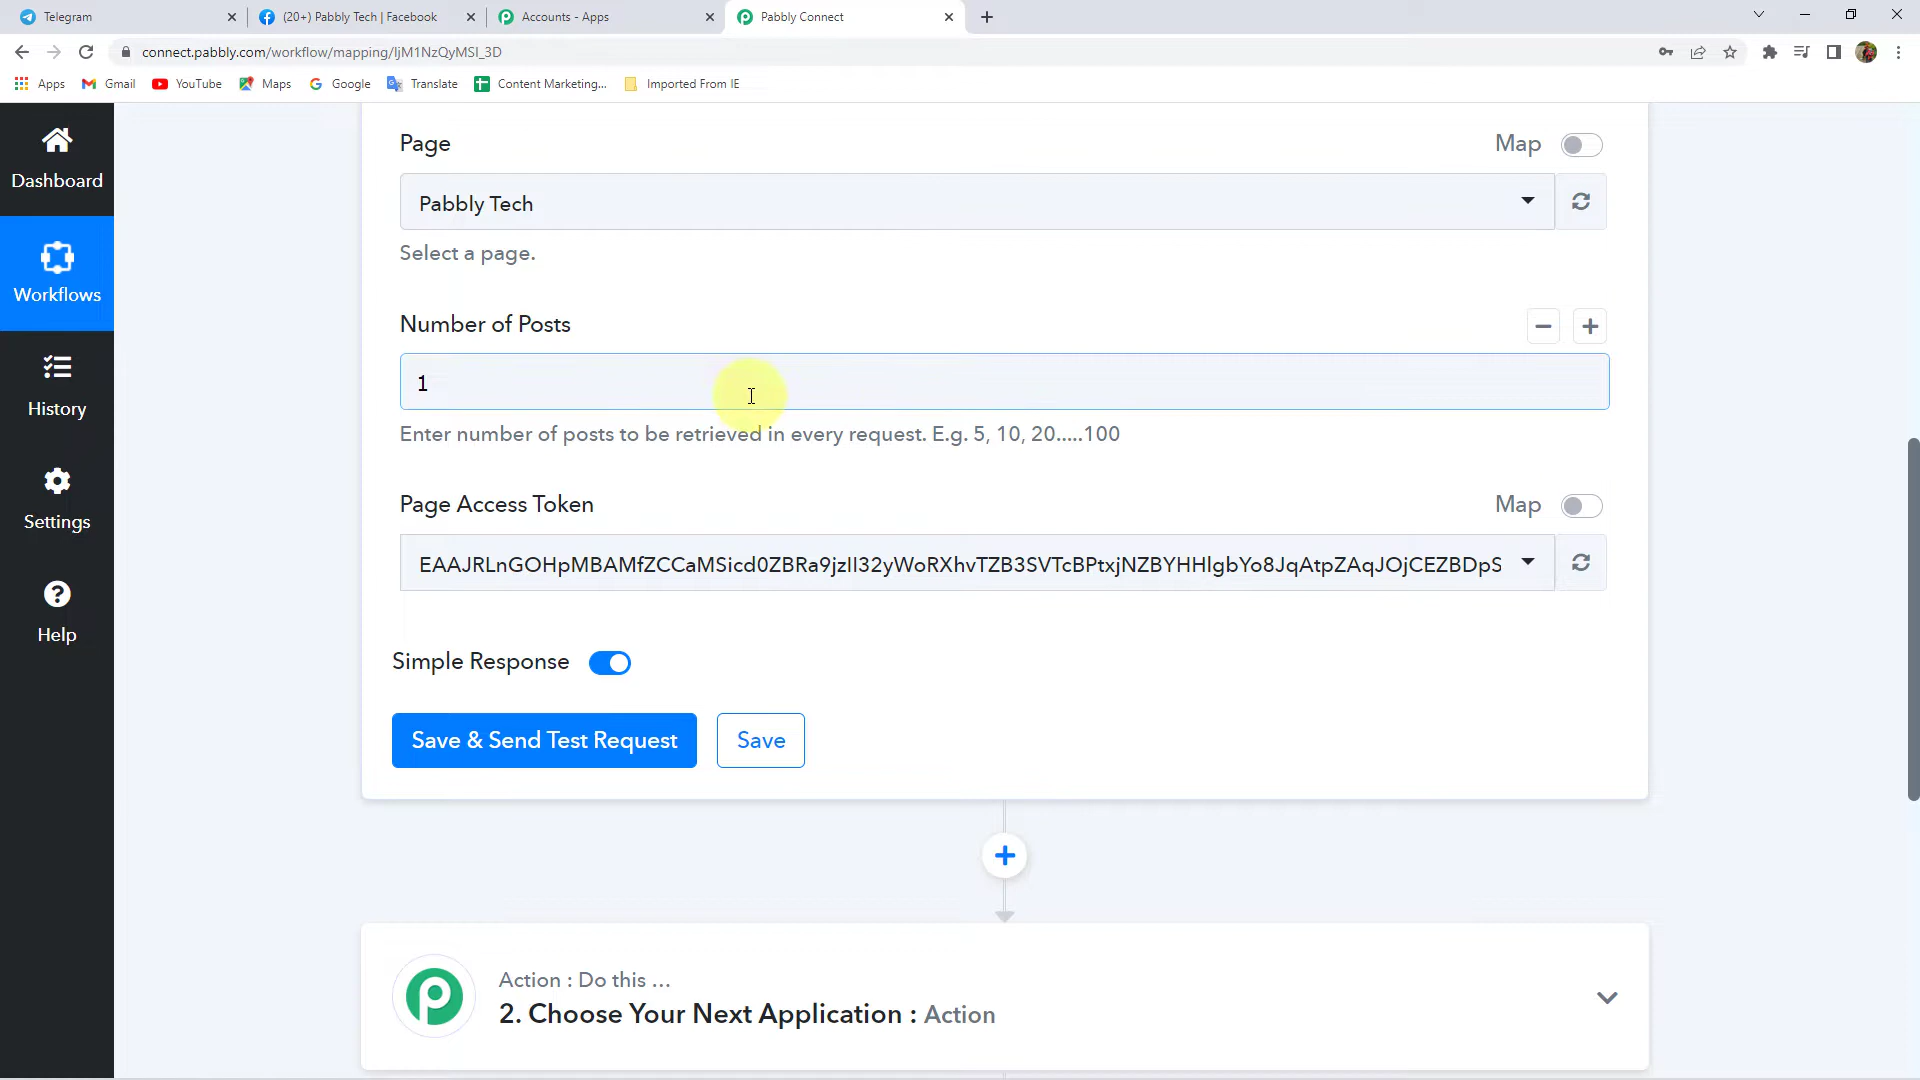 Telegram
(20+) Pabbly Tech | Facebook
Accounts - Apps
Pabbly Connect
connect.pabbly.com/workflow/mapping/IjM1NzQyMSI_3D
Apps
Gmail
YouTube
Maps
Google
Translate
Content Marketing...
Imported From IE
Dashboard
Workflows
History
Settings
Help
Page
Map
Pabbly Tech
Select a page.
Number of Posts
1
Enter number of posts to be retrieved in every request. E.g. 5, 10, 20.....100
Page Access Token
Map
EAAJRLnGOHpMBAMfZCCaMSicd0ZBRa9jzII32yWoRXhvTZB3SVTcBPtxjNZBYHHlgbYo8JqAtpZAqJOjCEZBDpS
Simple Response
Save & Send Test Request
Save
Action : Do this ...
2. Choose Your Next Application : Action